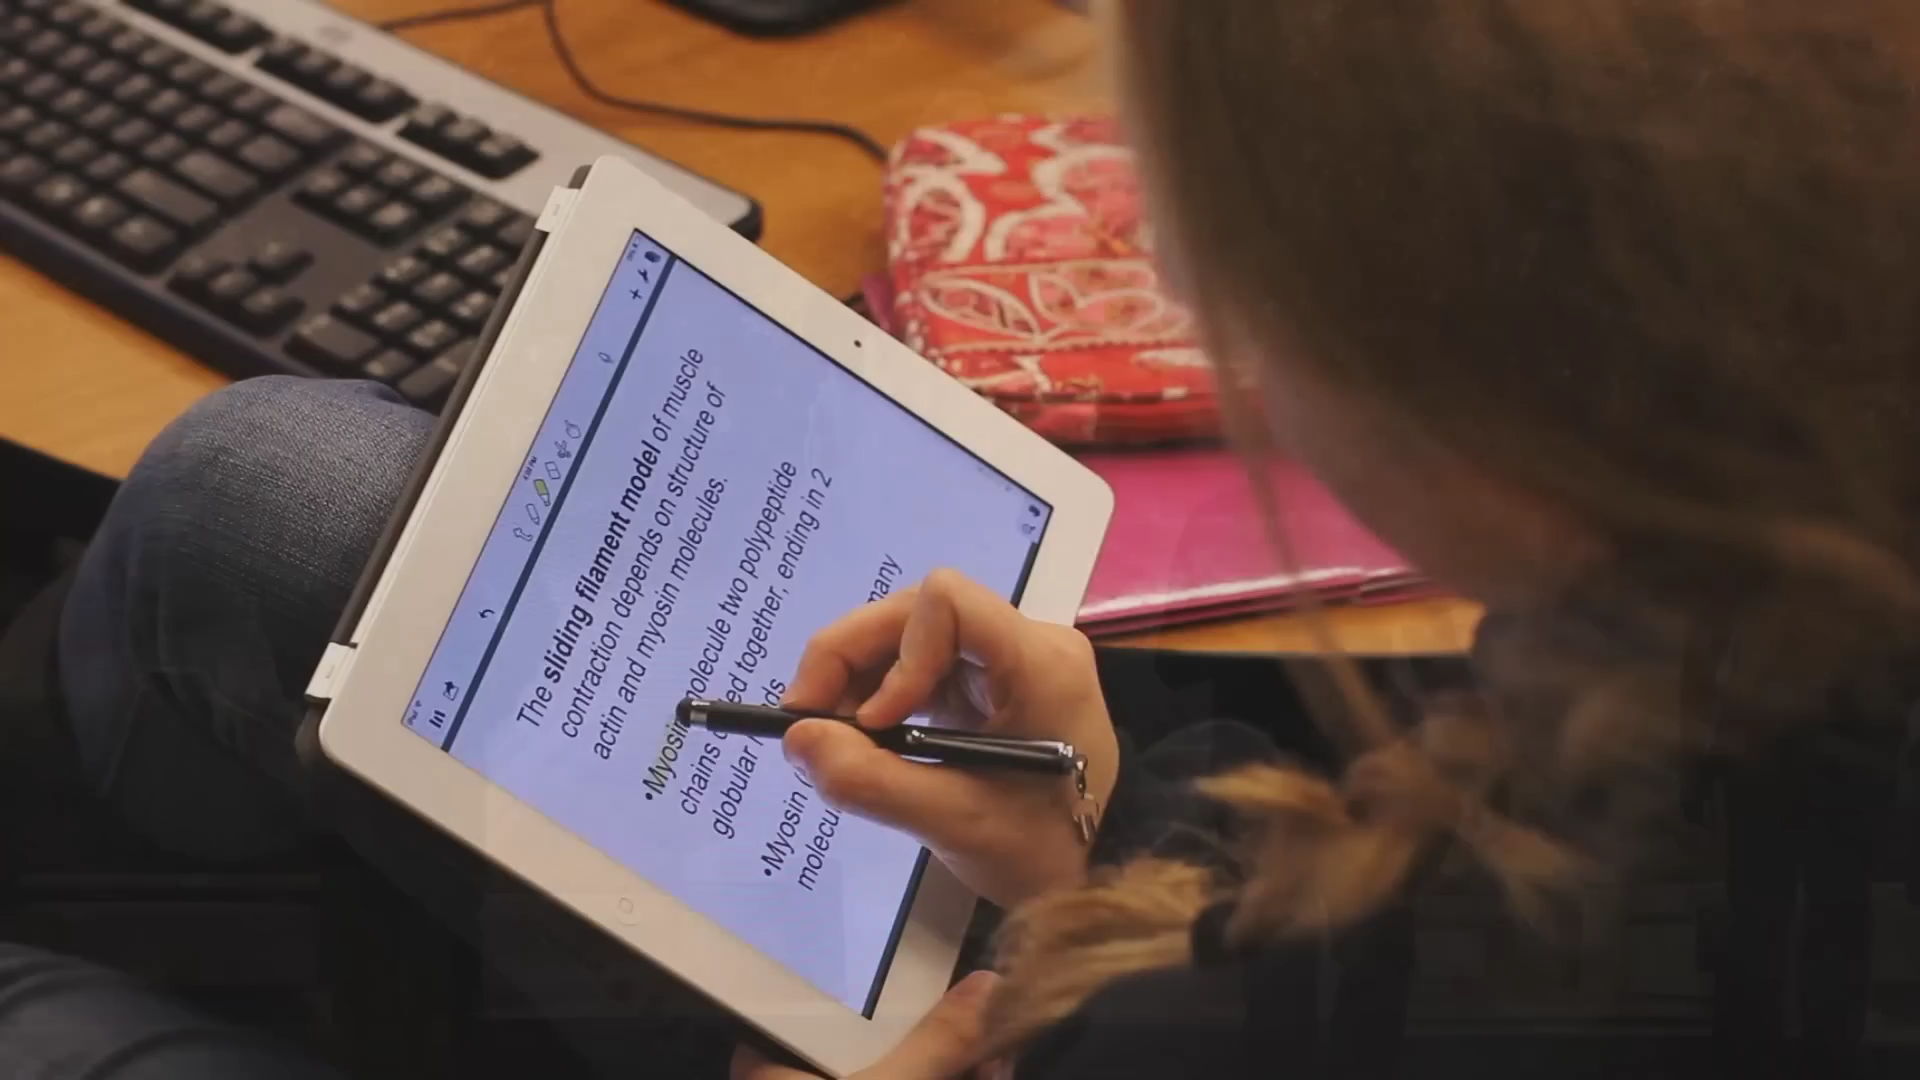 The sliding filament model of muscle
contraction depends on structure of
actin and myosin molecules.
•Myosin molecule two polypeptide
chains together, ending in 2
globular
•Myosin many